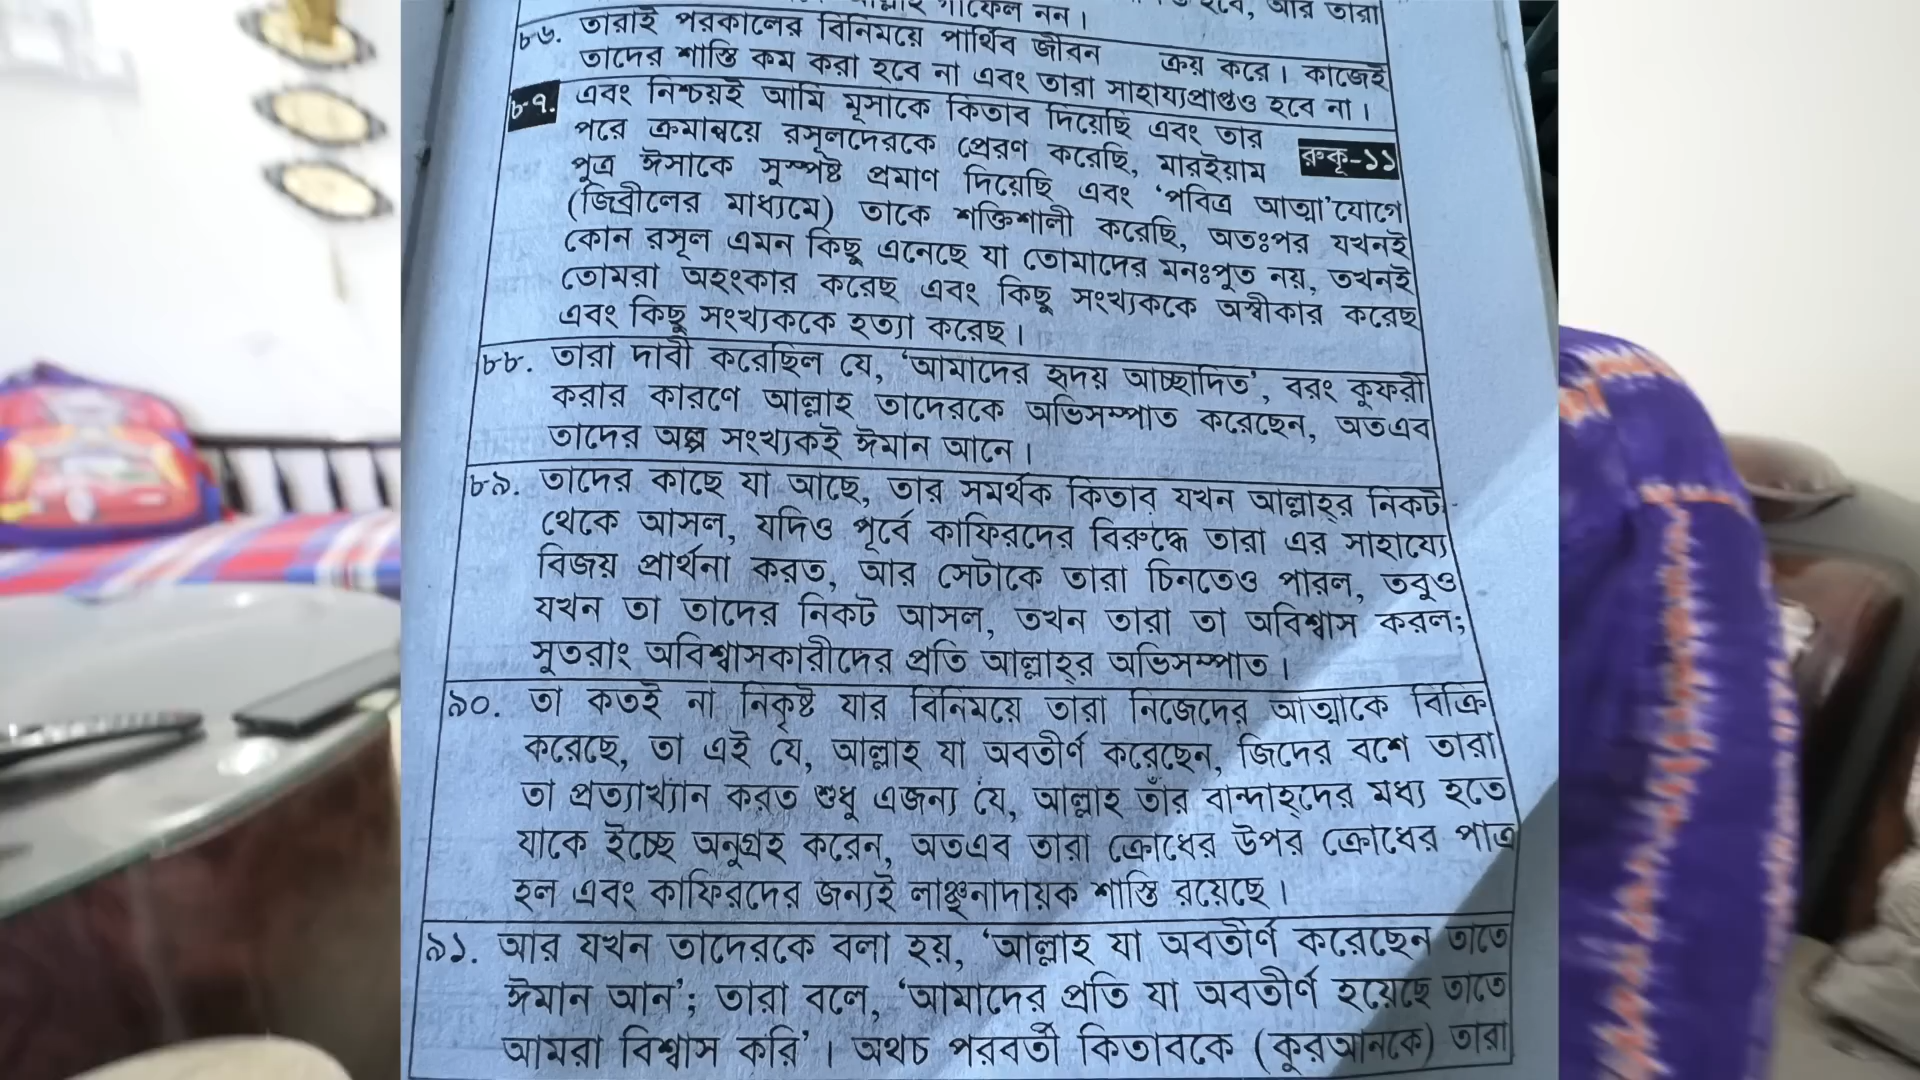 গাফেল নন। হবে, আর তারা
৮৬. তারাই পরকালের বিনিময়ে পার্থিব জীবন ক্রয় করে। কাজেই
তাদের শাস্তি কম করা হবে না এবং তারা সাহায্যপ্রাপ্তও হবে না।
৮৭. এবং নিশ্চয়ই আমি মূসাকে কিতাব দিয়েছি এবং তার
পরে ক্রমান্বয়ে রসূলদেরকে প্রেরণ করেছি, মারইয়াম রুকূ-১১
পুত্র ঈসাকে সুস্পষ্ট প্রমাণ দিয়েছি এবং ‘পবিত্র আত্মা’যোগে
(জিব্রীলের মাধ্যমে) তাকে শক্তিশালী করেছি, অতঃপর যখনই
কোন রসূল এমন কিছু এনেছে যা তোমাদের মনঃপুত নয়, তখনই
তোমরা অহংকার করেছ এবং কিছু সংখ্যককে অস্বীকার করেছ
এবং কিছু সংখ্যককে হত্যা করেছ।
৮৮. তারা দাবী করেছিল যে, ‘আমাদের হৃদয় আচ্ছাদিত’, বরং কুফরী
করার কারণে আল্লাহ তাদেরকে অভিসম্পাত করেছেন, অতএব
তাদের অল্প সংখ্যকই ঈমান আনে।
৮৯. তাদের কাছে যা আছে, তার সমর্থক কিতাব যখন আল্লাহ্‌র নিকট
থেকে আসল, যদিও পূর্বে কাফিরদের বিরুদ্ধে তারা এর সাহায্যে
বিজয় প্রার্থনা করত, আর সেটাকে তারা চিনতেও পারল, তবুও
যখন তা তাদের নিকট আসল, তখন তারা তা অবিশ্বাস করল;
সুতরাং অবিশ্বাসকারীদের প্রতি আল্লাহ্‌র অভিসম্পাত।
৯০. তা কতই না নিকৃষ্ট যার বিনিময়ে তারা নিজেদের আত্মাকে বিক্রি
করেছে, তা এই যে, আল্লাহ যা অবতীর্ণ করেছেন, জিদের বশে তারা
তা প্রত্যাখ্যান করত শুধু এজন্য যে, আল্লাহ তাঁর বান্দাহ্‌দের মধ্য হতে
যাকে ইচ্ছে অনুগ্রহ করেন, অতএব তারা ক্রোধের উপর ক্রোধের পাত্র
হল এবং কাফিরদের জন্যই লাঞ্ছনাদায়ক শাস্তি রয়েছে।
৯১. আর যখন তাদেরকে বলা হয়, ‘আল্লাহ যা অবতীর্ণ করেছেন তাতে
ঈমান আন’; তারা বলে, ‘আমাদের প্রতি যা অবতীর্ণ হয়েছে তাতে
আমরা বিশ্বাস করি’। অথচ পরবর্তী কিতাবকে (কুরআনকে) তারা